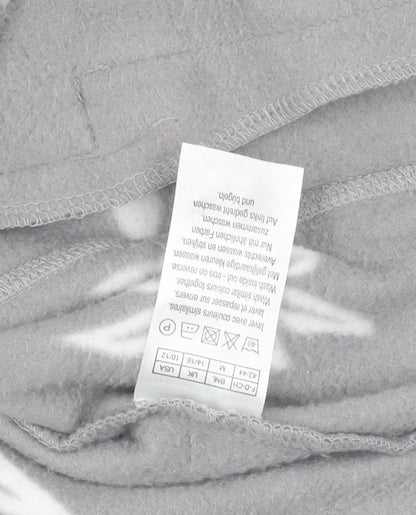 F-D-CH BNL UK USA
42-44 M 14/16 10/12
40 P
laver avec couleurs similaires.
laver et repasser sur envers.
Wash similar colours together.
Wash inside out - iron on reverse.
Met gelijkaardige kleuren wassen
Averechts wassen en strijken.
Nur mit ähnlichen Farben
zusammen waschen.
Auf links gedreht waschen
und bügeln.